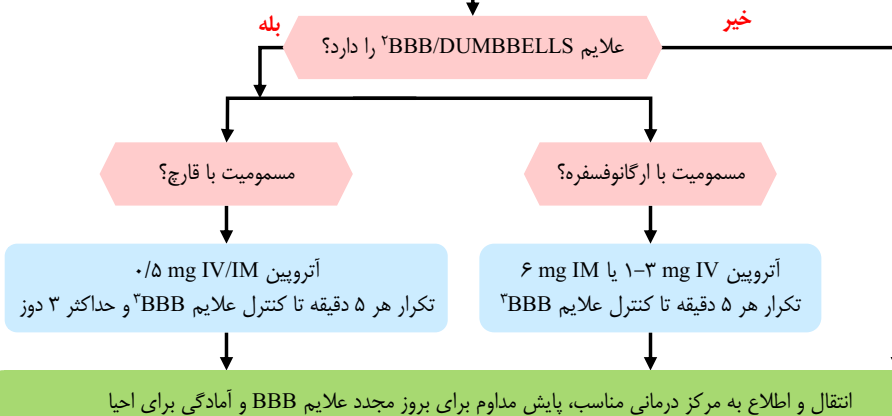 خیر
بله
علایم BBB/DUMBBELLS۲ را دارد؟
مسمومیت با ارگانوفسفره؟
مسمومیت با قارچ؟
آتروپین ۱–۳ mg IV یا ۶ mg IM
تکرار هر ۵ دقیقه تا کنترل علایم BBB۳
آتروپین ۰/۵ mg IV/IM
تکرار هر ۵ دقیقه تا کنترل علایم BBB۳ و حداکثر ۳ دوز
انتقال و اطلاع به مرکز درمانی مناسب، پایش مداوم برای بروز مجدد علایم BBB و آمادگی برای احیا